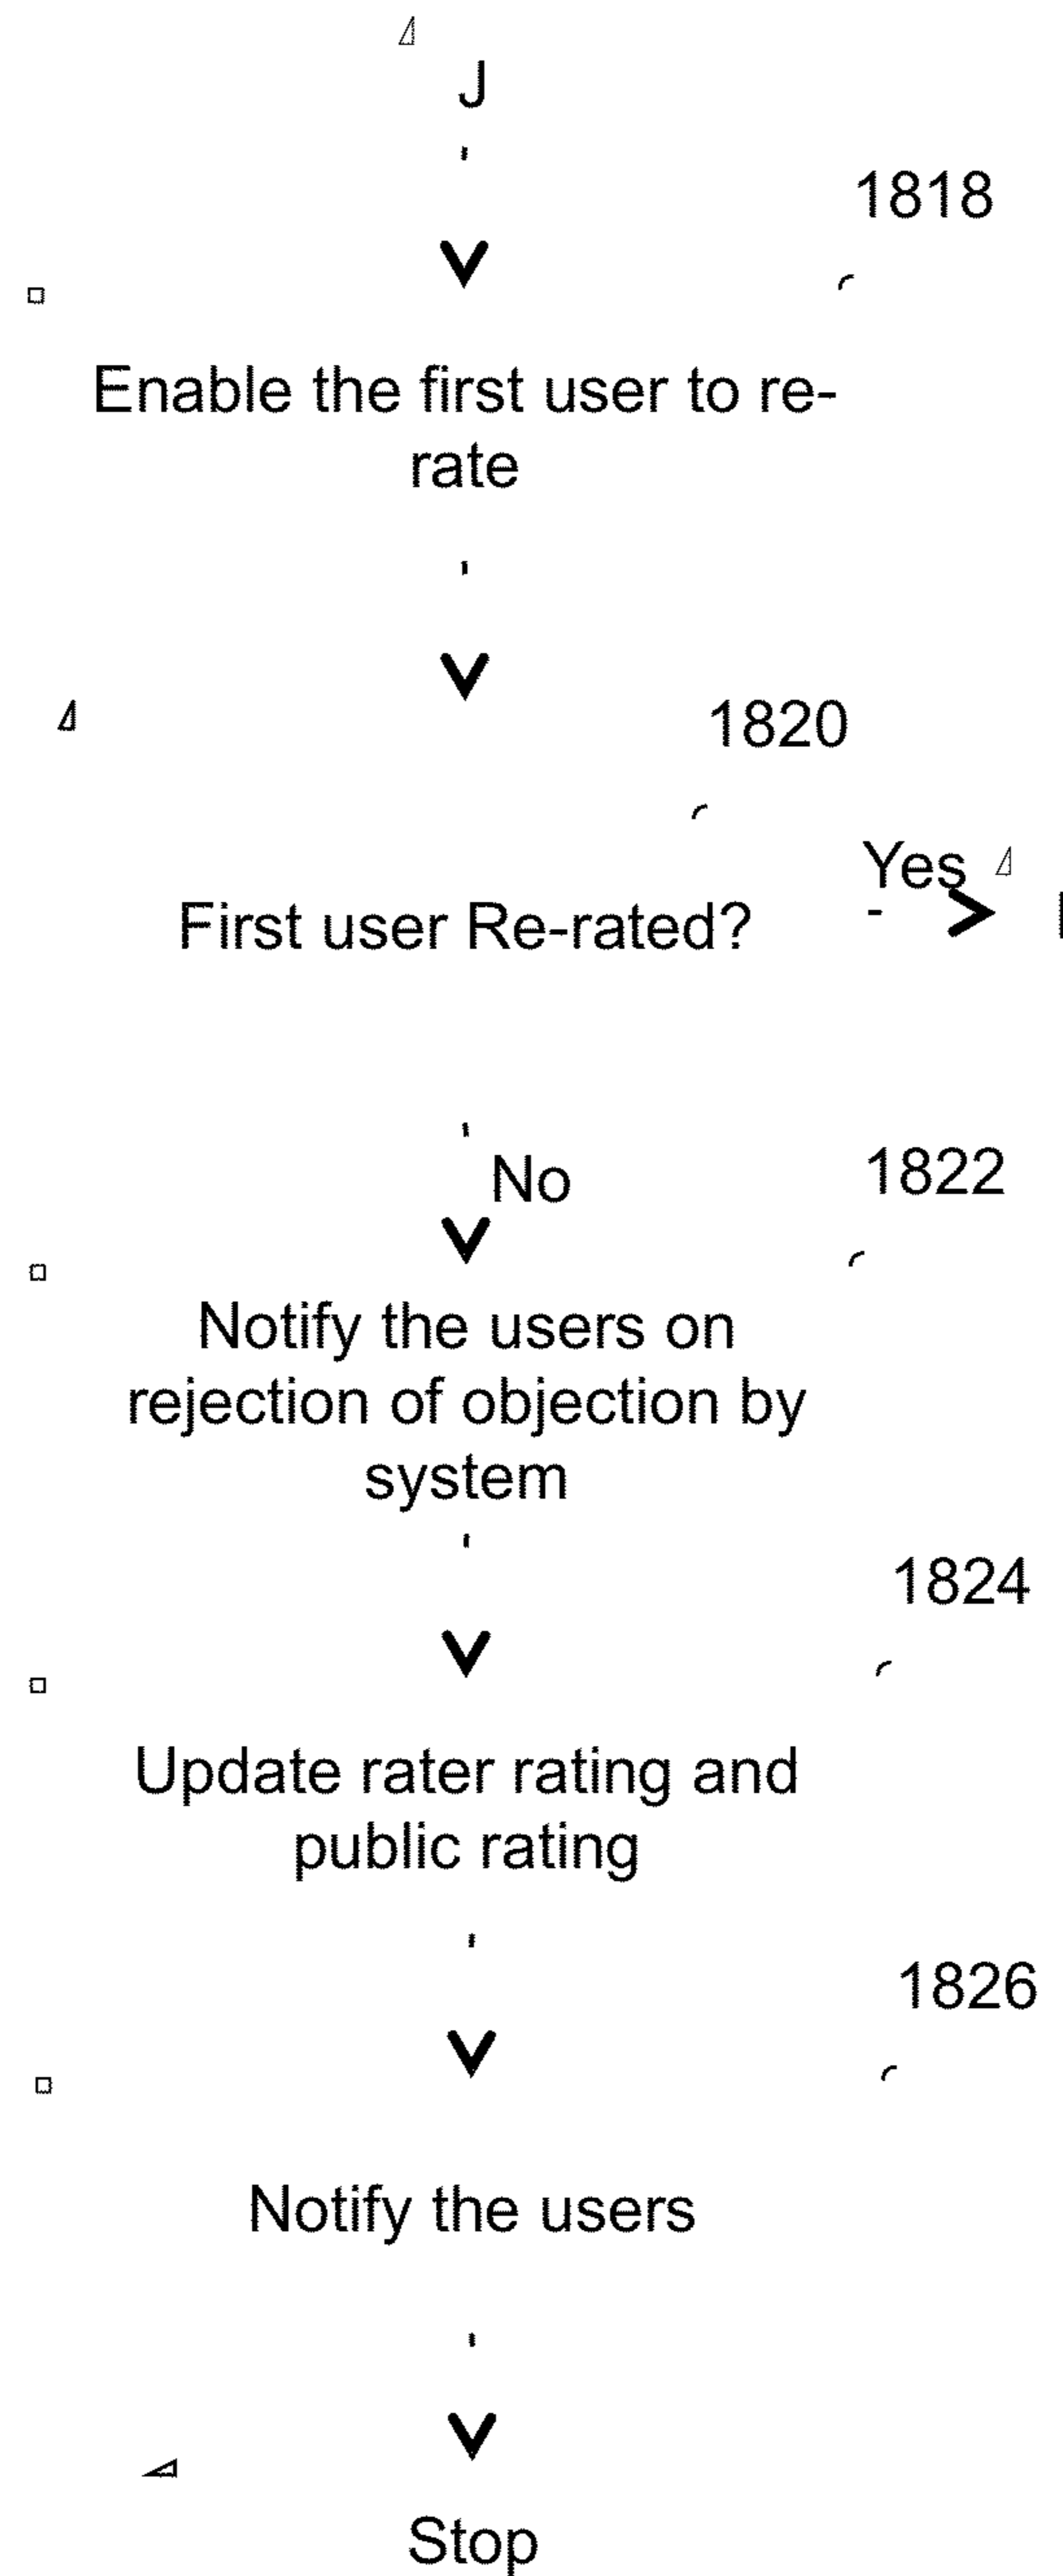 J
1818
Enable the first user to re-
rate
1820
Yes
First user Re-rated?
No
1822
Notify the users on
rejection of objection by
system
1824
Update rater rating and
public rating
1826
Notify the users
Stop